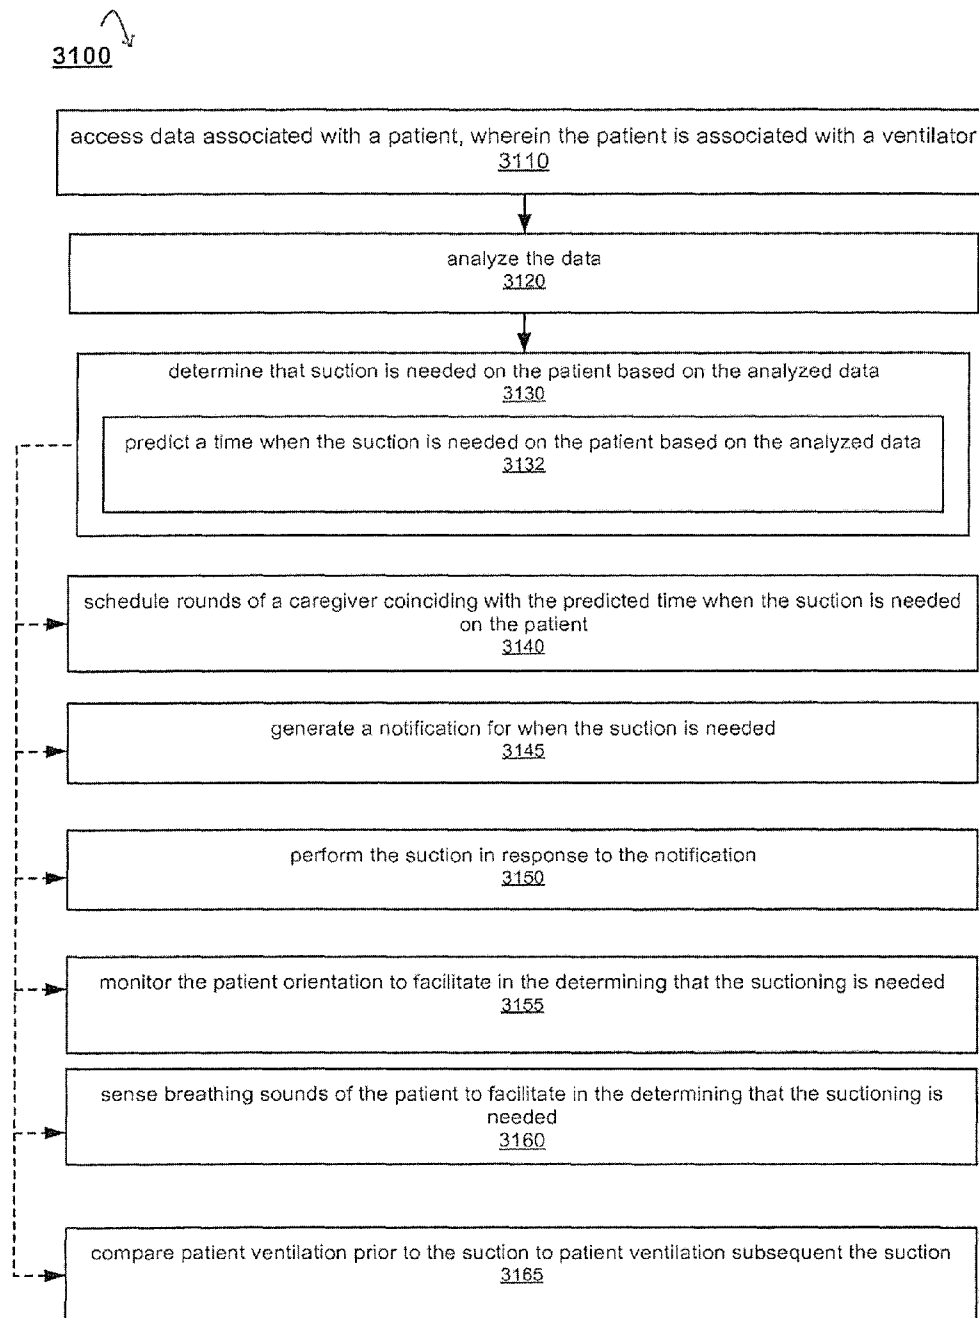 3100
access data associated with a patient, wherein the patient is associated with a ventilator
3110
analyze the data
3120
determine that suction is needed on the patient based on the analyzed data
3130
predict a time when the suction is needed on the patient based on the analyzed data
3132
schedule rounds of a caregiver coinciding with the predicted time when the suction is needed
on the patient
3140
generate a notification for when the suction is needed
3145
perform the suction in response to the notification
3150
monitor the patient orientation to facilitate in the determining that the suctioning is needed
3155
sense breathing sounds of the patient to facilitate in the determining that the suctioning is
needed
3160
compare patient ventilation prior to the suction to patient ventilation subsequent the suction
3165